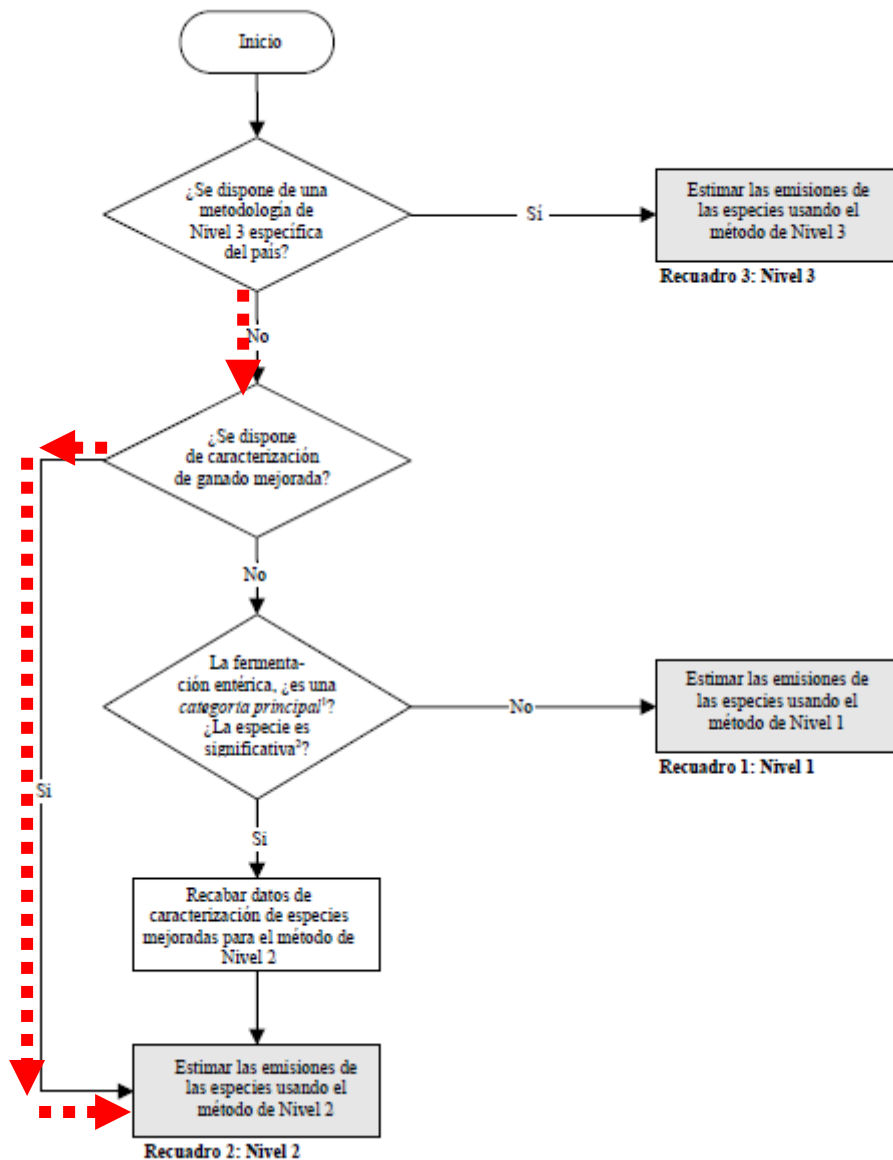 Inicio
¿Se dispone de una
metodología de
Nivel 3 específica
del país?
Sí
Estimar las emisiones de
las especies usando el
método de Nivel 3
Recuadro 3: Nivel 3
No
¿Se dispone
de caracterización
de ganado mejorada?
No
La fermenta-
ción entérica, ¿es una
categoría principal¹?
¿La especie es
significativa²?
No
Estimar las emisiones de
las especies usando el
método de Nivel 1
Recuadro 1: Nivel 1
Si
Si
Recabar datos de
caracterización de especies
mejoradas para el método de
Nivel 2
Estimar las emisiones de
las especies usando el
método de Nivel 2
Recuadro 2: Nivel 2